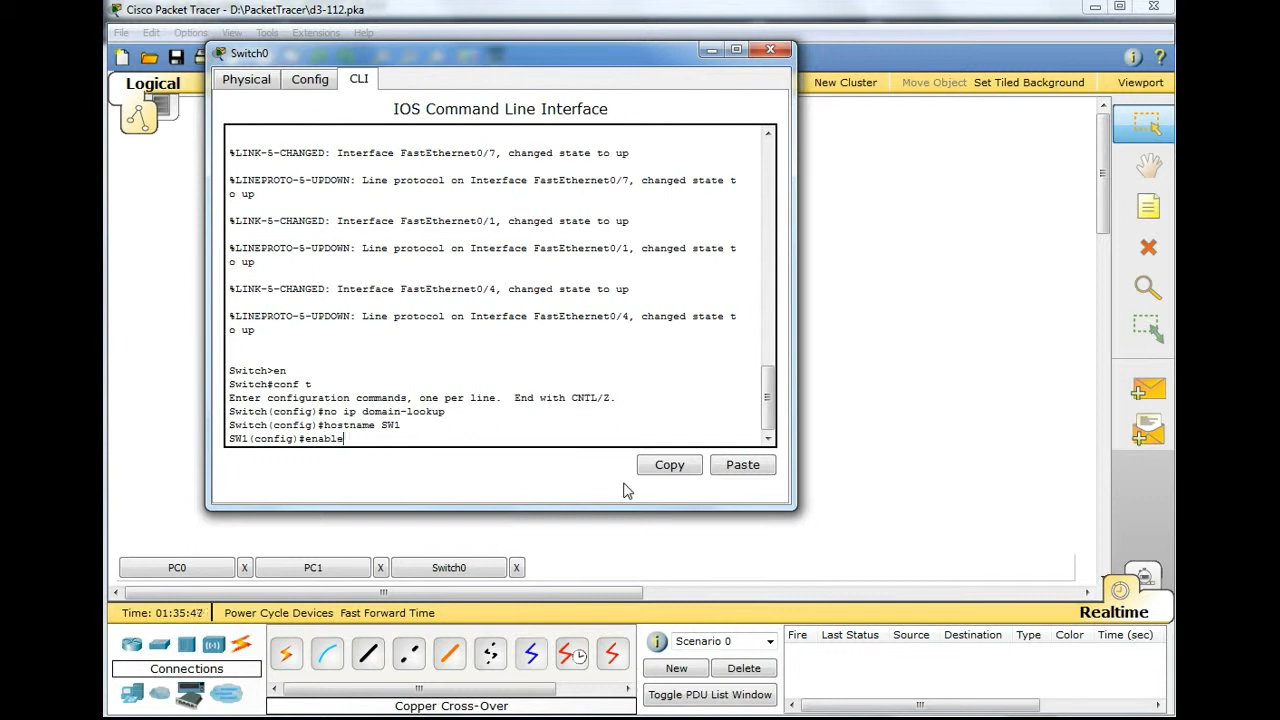 Cisco Packet Tracer - D:\PacketTracer\d3-112.pka
File Edit View Tools Extensions Help
Options
Switch0
Logical
New Cluster Move Object Set Tiled Background Viewport
Physical Config CLI
IOS Command Line Interface
%LINK-5-CHANGED: Interface FastEthernet0/7, changed state to up
%LINEPROTO-5-UPDOWN: Line protocol on Interface FastEthernet0/7, changed state t
o up
%LINK-5-CHANGED: Interface FastEthernet0/1, changed state to up
%LINEPROTO-5-UPDOWN: Line protocol on Interface FastEthernet0/1, changed state t
o up
%LINK-5-CHANGED: Interface FastEthernet0/4, changed state to up
%LINEPROTO-5-UPDOWN: Line protocol on Interface FastEthernet0/4, changed state t
o up
Switch>en
Switch#conf t
Enter configuration commands, one per line. End with CNTL/Z.
Switch(config)#no ip domain-lookup
Switch(config)#hostname SW1
SW1(config)#enable
Copy Paste
PC0 X PC1 X Switch0 X
Time: 01:35:47 Power Cycle Devices Fast Forward Time Realtime
Scenario 0
Fire Last Status Source Destination Type Color Time (sec)
Connections
New Delete
Toggle PDU List Window
Copper Cross-Over